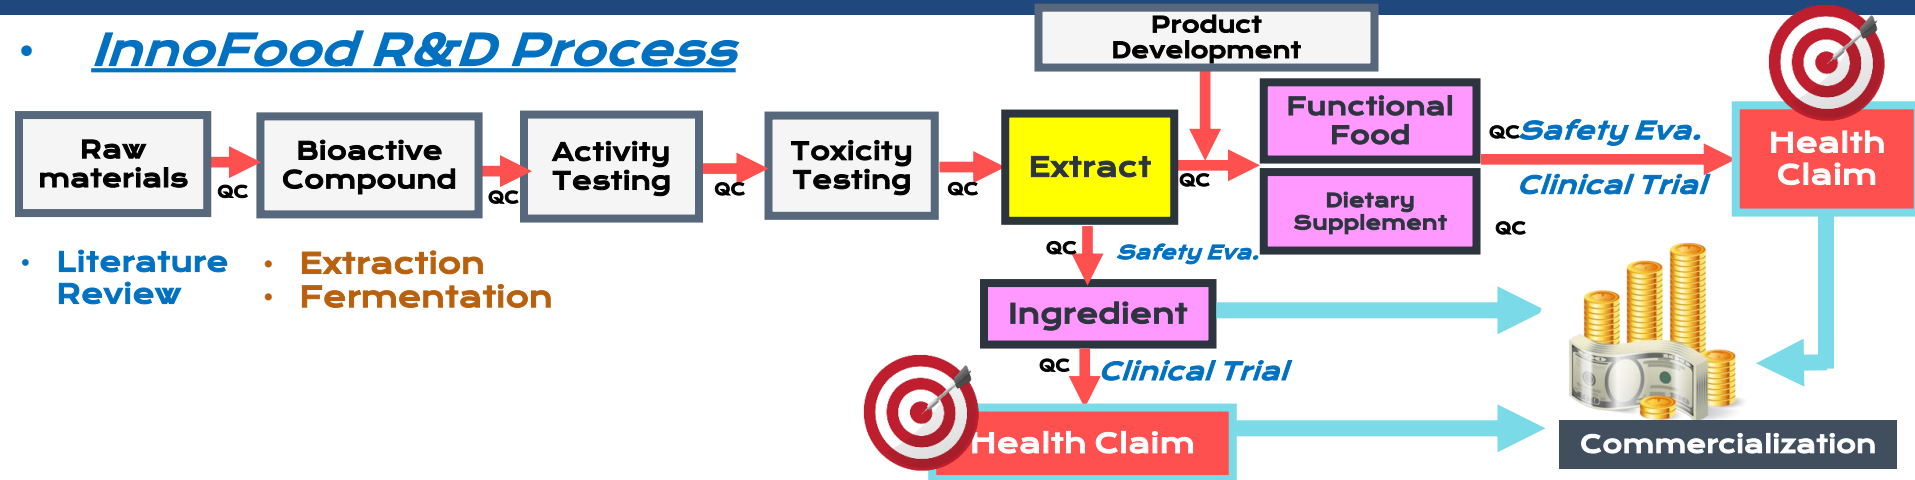 • InnoFood R&D Process
Product
Development
Raw
materials
QC
Bioactive
Compound
QC
Activity
Testing
QC
Toxicity
Testing
QC
Extract
QC
Functional
Food
Dietary
Supplement
QC
Safety Eva.
Clinical Trial
QC
Health
Claim
• Literature
Review
• Extraction
• Fermentation
QC
Safety Eva.
Ingredient
QC
Clinical Trial
Health Claim
Commercialization